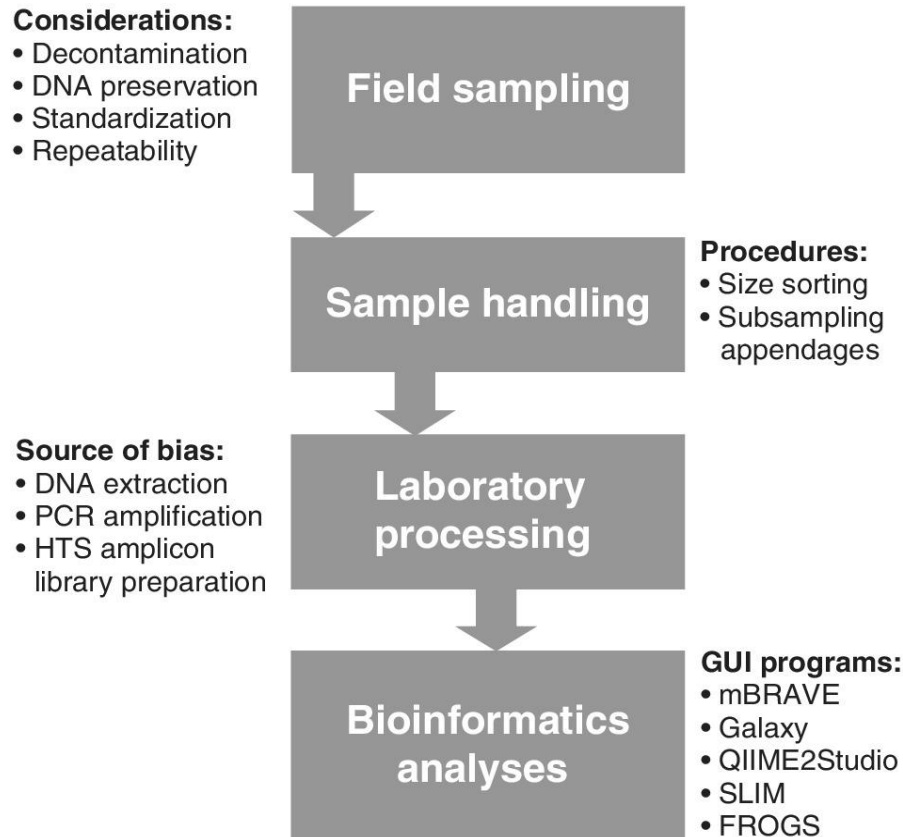 Considerations:
• Decontamination
• DNA preservation
• Standardization
• Repeatability
Field sampling
Sample handling
Procedures:
• Size sorting
• Subsampling
appendages
Source of bias:
• DNA extraction
• PCR amplification
• HTS amplicon
library preparation
Laboratory
processing
Bioinformatics
analyses
GUI programs:
• mBRAVE
• Galaxy
• QIIME2Studio
• SLIM
• FROGS